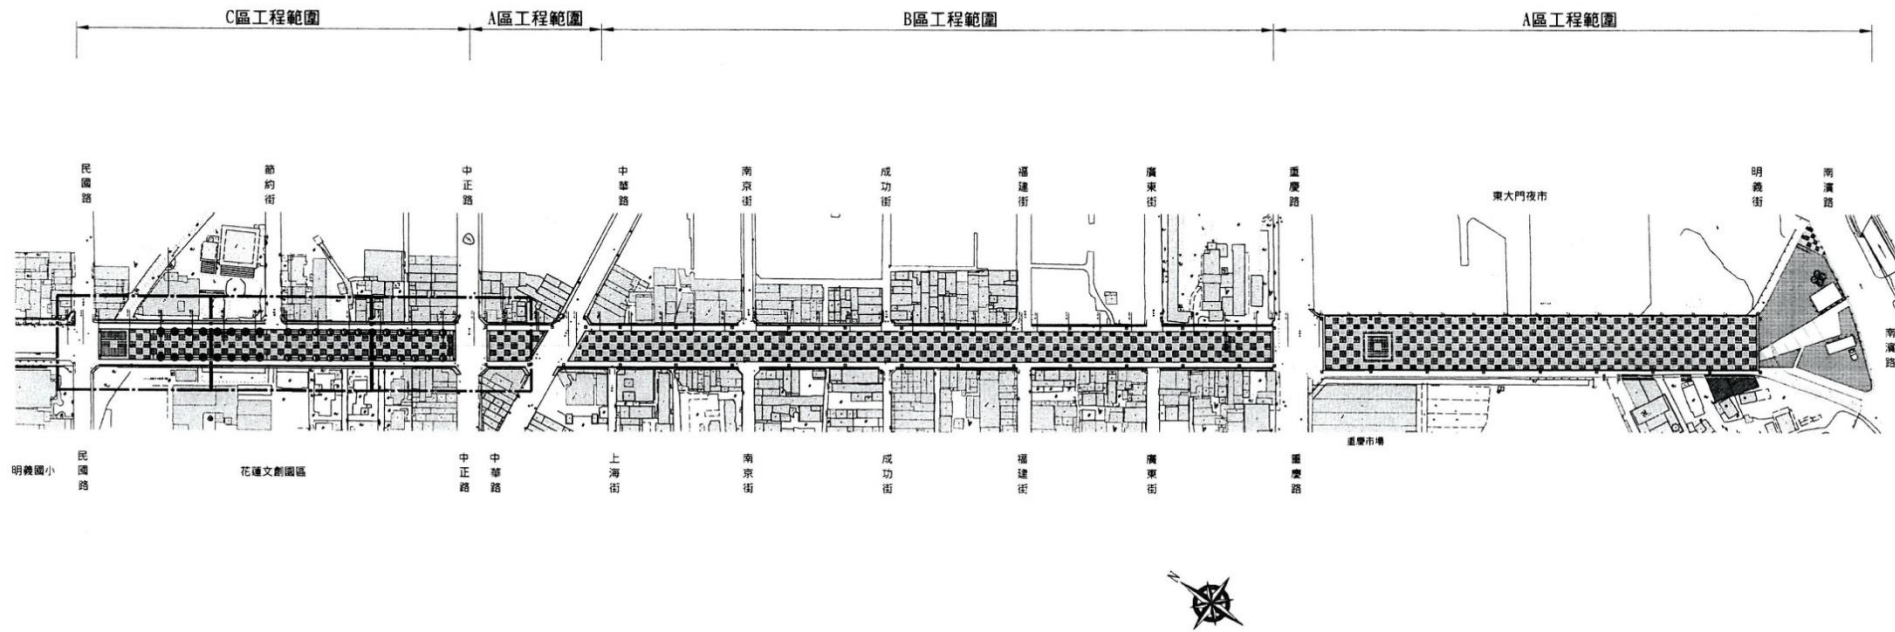 C區工程範圍
A區工程範圍
B區工程範圍
A區工程範圍
民國路
節約街
中正路
中華路
南京街
成功街
福建街
廣東街
重慶路
東大門夜市
明義街
南濱路
南濱路
重慶市場
明義國小
民國路
花蓮文創園區
中正路
中華路
上海街
南京街
成功街
福建街
廣東街
重慶路
N